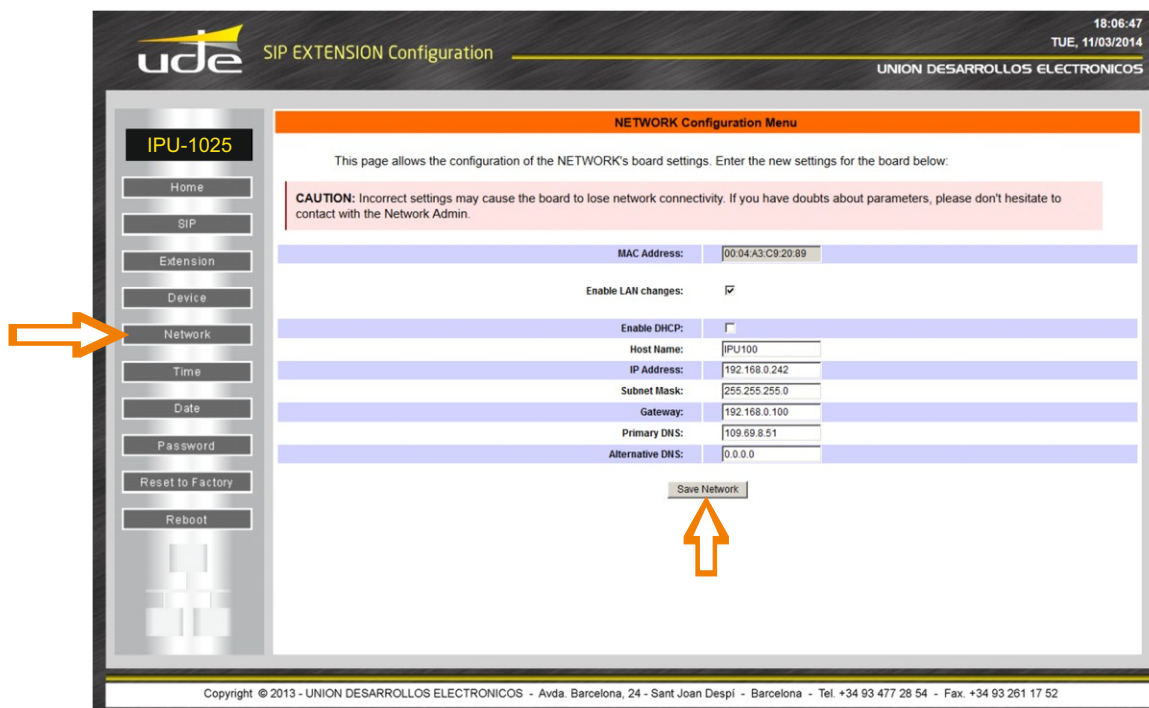 18:06:47
TUE, 11/03/2014
ude
SIP EXTENSION Configuration
UNION DESARROLLOS ELECTRONICOS
IPU-1025
Home
SIP
Extension
Device
Network
Time
Date
Password
Reset to Factory
Reboot
NETWORK Configuration Menu
This page allows the configuration of the NETWORK's board settings. Enter the new settings for the board below:
CAUTION: Incorrect settings may cause the board to lose network connectivity. If you have doubts about parameters, please don't hesitate to
contact with the Network Admin.
MAC Address: 00:04:A3:C9:20:89
Enable LAN changes:
Enable DHCP:
Host Name: IPU100
IP Address: 192.168.0.242
Subnet Mask: 255.255.255.0
Gateway: 192.168.0.100
Primary DNS: 109.69.8.51
Alternative DNS: 0.0.0.0
Save Network
Copyright © 2013 - UNION DESARROLLOS ELECTRONICOS - Avda. Barcelona, 24 - Sant Joan Despí - Barcelona - Tel. +34 93 477 28 54 - Fax. +34 93 261 17 52